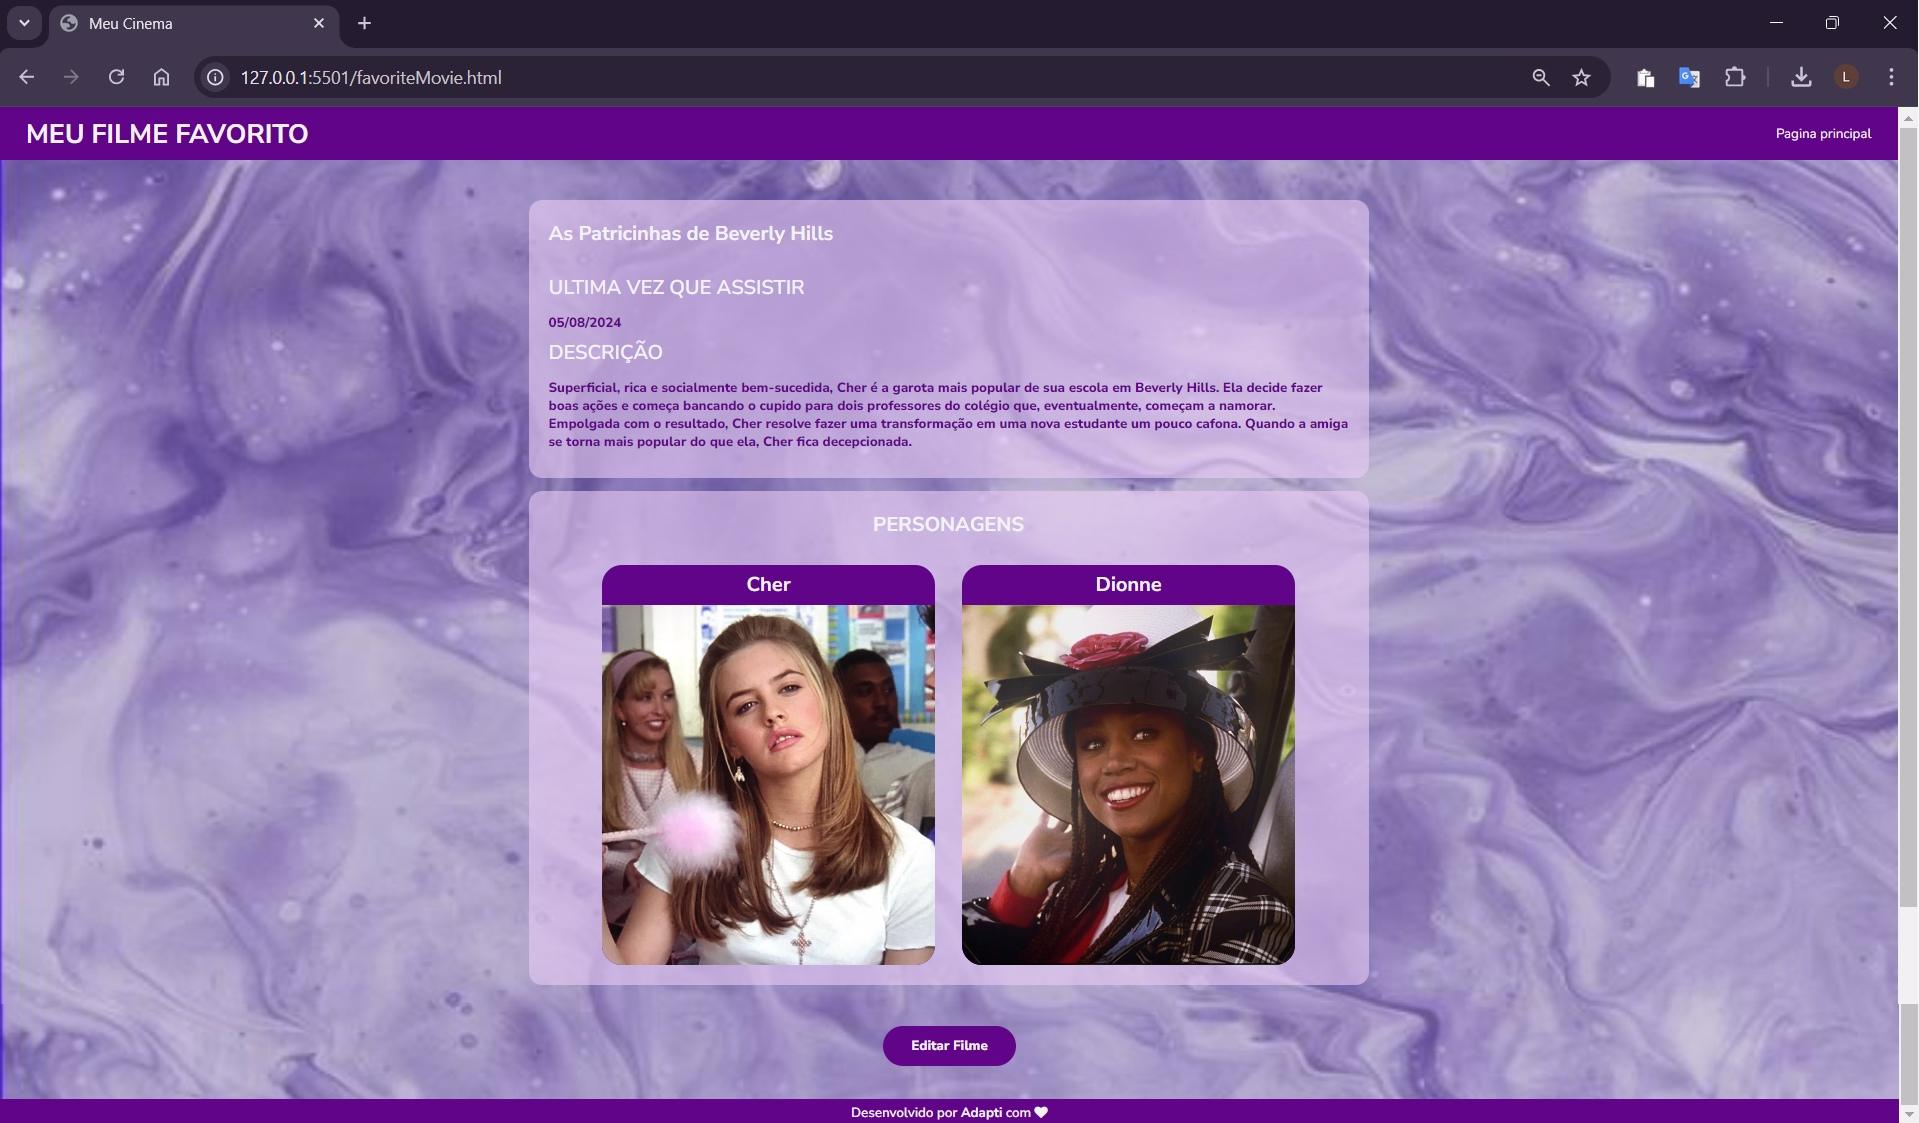 Meu Cinema
127.0.0.1:5501/favoriteMovie.html
L
MEU FILME FAVORITO
Pagina principal
As Patricinhas de Beverly Hills
ULTIMA VEZ QUE ASSISTIR
05/08/2024
DESCRIÇÃO
Superficial, rica e socialmente bem-sucedida, Cher é a garota mais popular de sua escola em Beverly Hills. Ela decide fazer
boas ações e começa bancando o cupido para dois professores do colégio que, eventualmente, começam a namorar.
Empolgada com o resultado, Cher resolve fazer uma transformação em uma nova estudante um pouco cafona. Quando a amiga
se torna mais popular do que ela, Cher fica decepcionada.
PERSONAGENS
Cher
Dionne
Editar Filme
Desenvolvido por Adapti com